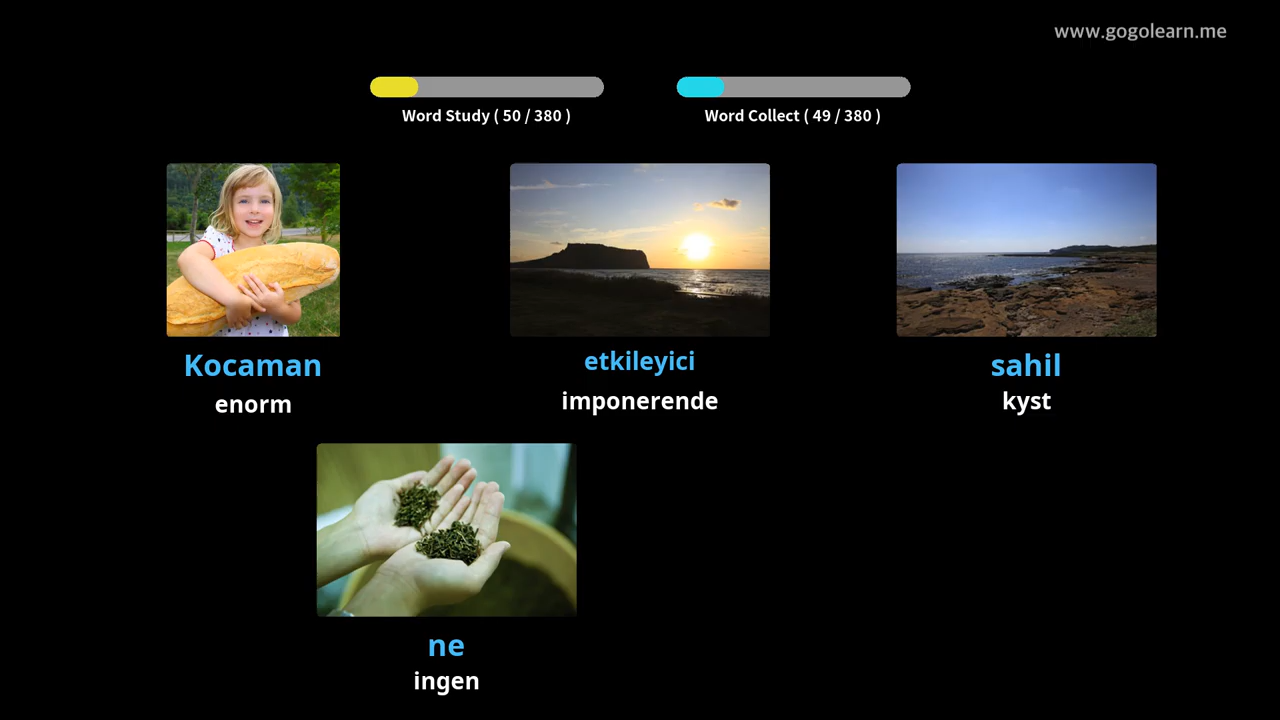 www.gogolearn.me
Word Study ( 50 / 380 )
Word Collect ( 49 / 380 )
Kocaman
enorm
etkileyici
imponerende
sahil
kyst
ne
ingen